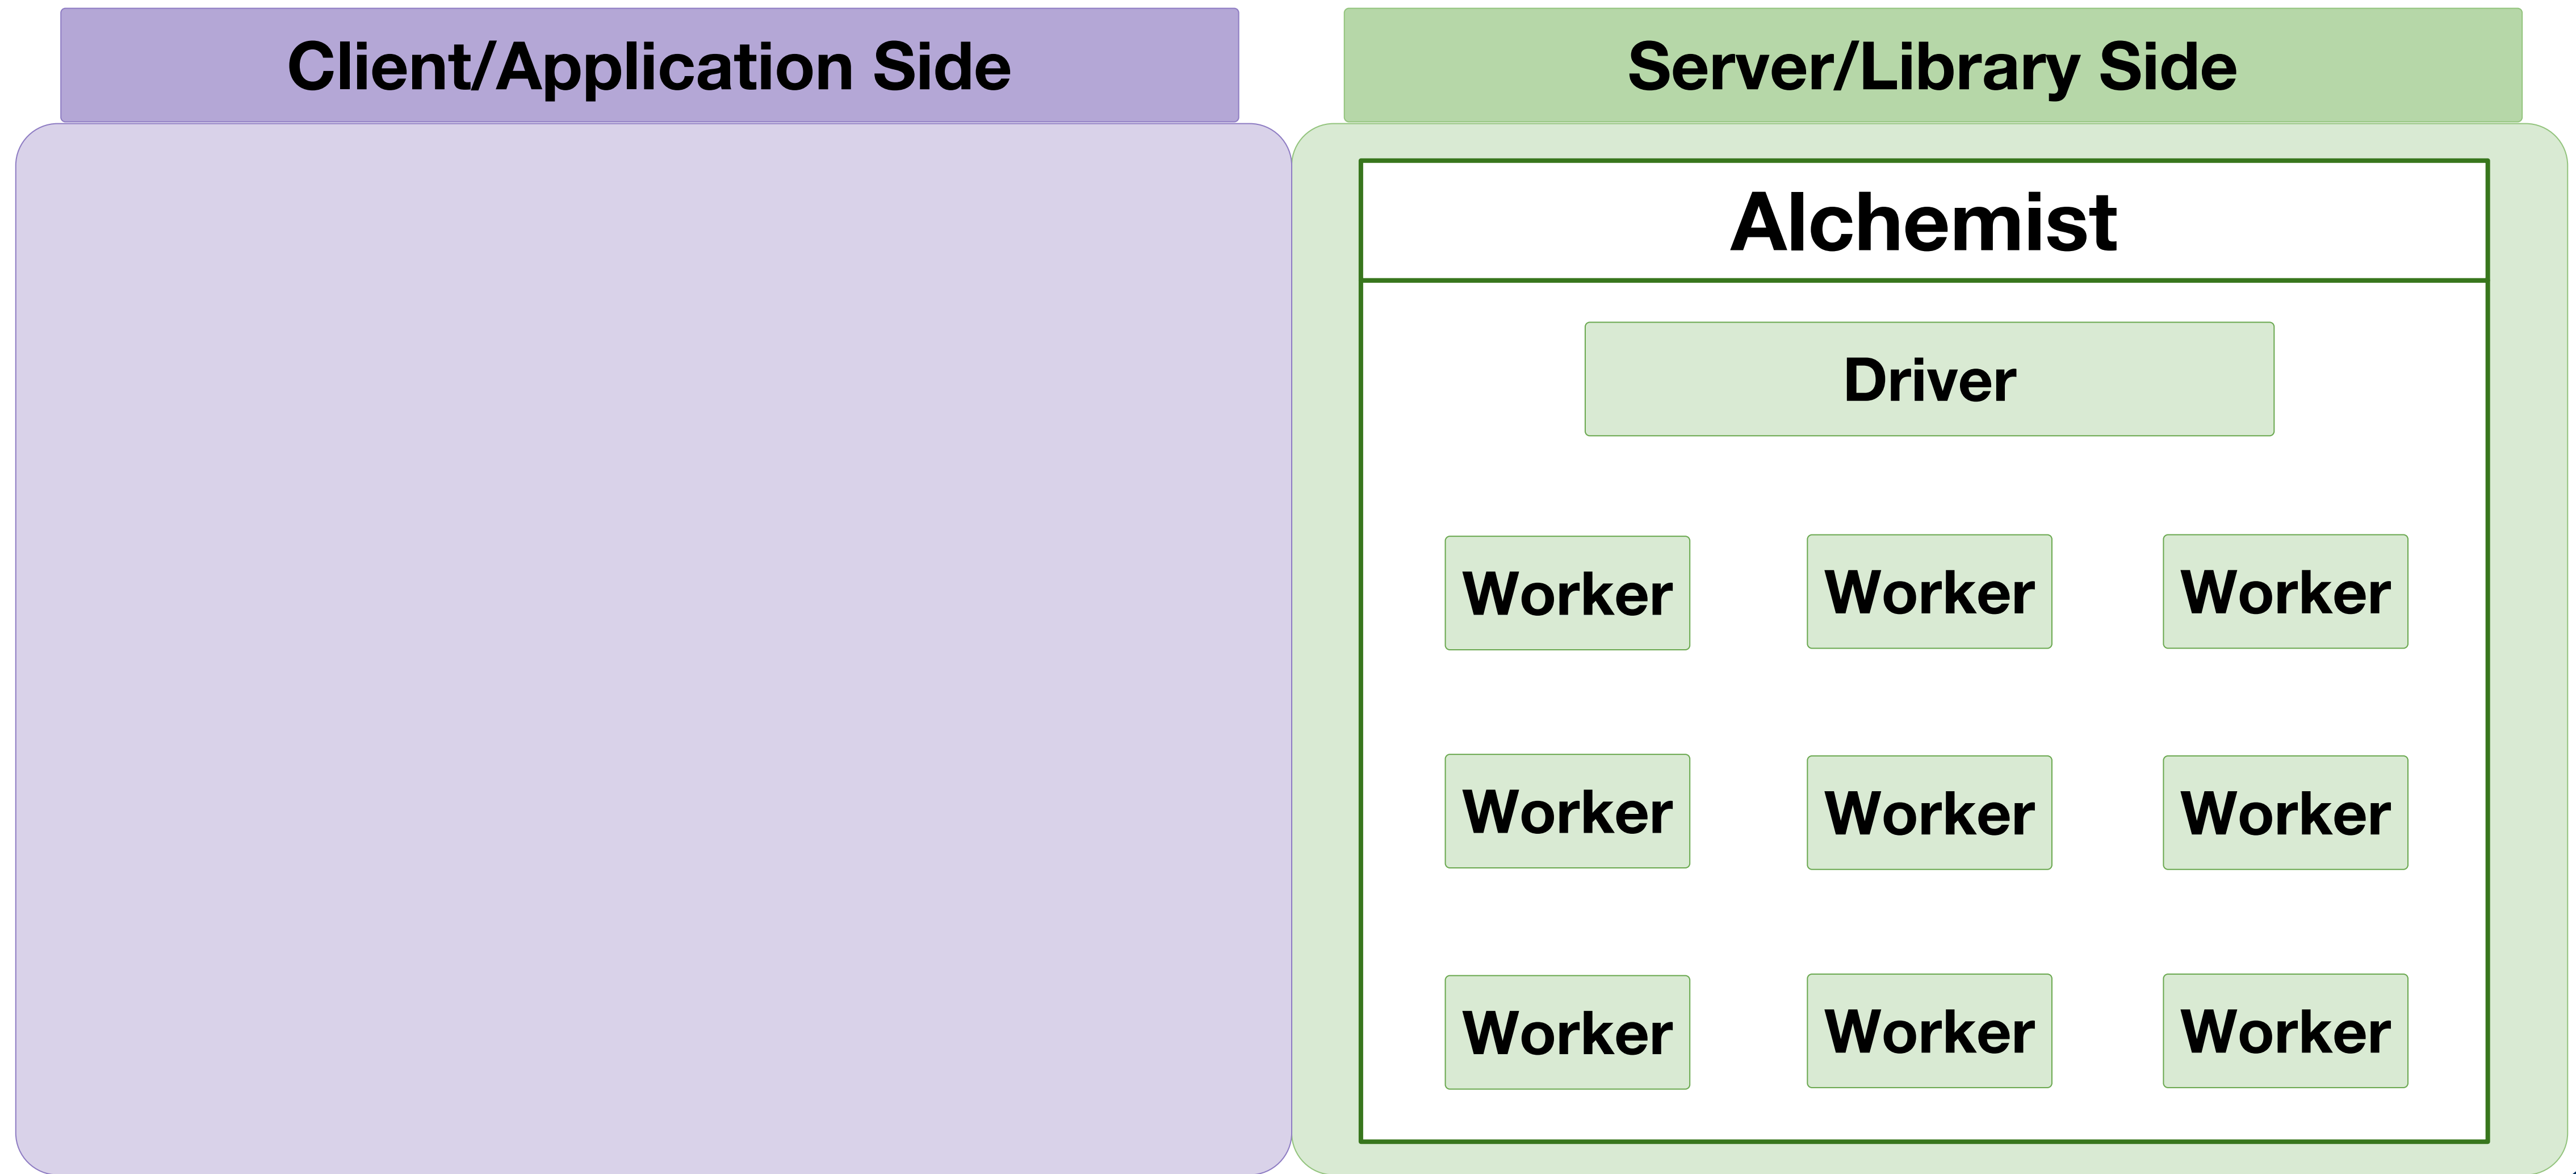 Client/Application Side
Server/Library Side
Alchemist
Driver
Worker Worker Worker
Worker Worker Worker
Worker Worker Worker